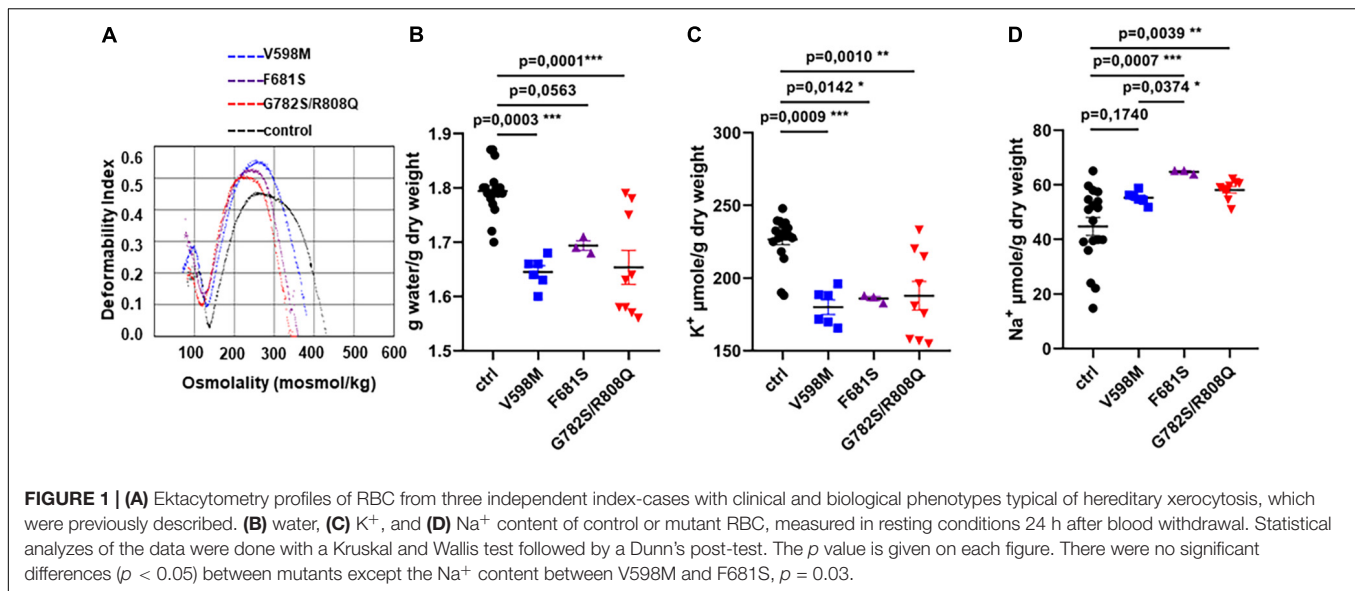 A
V598M
F681S
G782S/R808Q
control
Deformability Index
0.6
0.5
0.4
0.3
0.2
0.1
0.0
100 200 300 400 500 600
Osmolality (mosmol/kg)
B
p=0,0001***
p=0,0563
p=0,0003 ***
g water/g dry weight
1.9
1.8
1.7
1.6
1.5
ctrl
V598M
F681S
G782S/R808Q
C
p=0,0010 **
p=0,0142 *
p=0,0009 ***
K+ µmole/g dry weight
300
250
200
150
ctrl
V598M
F681S
G782S/R808Q
D
p=0,0039 **
p=0,0007 ***
p=0,0374 *
p=0,1740
Na+ µmole/g dry weight
80
60
40
20
0
ctrl
V598M
F681S
G782S/R808Q
FIGURE 1 | (A) Ektacytometry profiles of RBC from three independent index-cases with clinical and biological phenotypes typical of hereditary xerocytosis, which
were previously described. (B) water, (C) K+, and (D) Na+ content of control or mutant RBC, measured in resting conditions 24 h after blood withdrawal. Statistical
analyzes of the data were done with a Kruskal and Wallis test followed by a Dunn's post-test. The p value is given on each figure. There were no significant
differences (p < 0.05) between mutants except the Na+ content between V598M and F681S, p = 0.03.